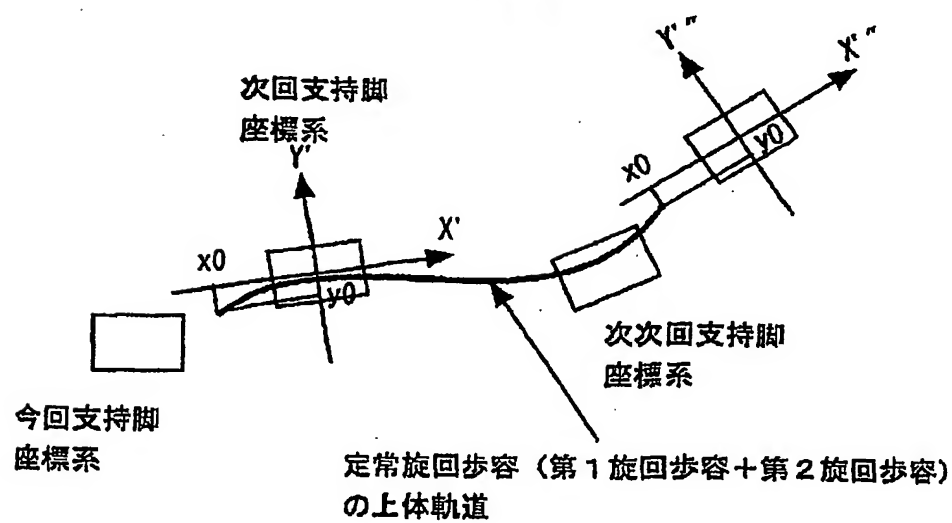 Y'''
X'''
次回支持脚
座標系
Y'
y0
x0
X'
x0
y0
次次回支持脚
座標系
今回支持脚
座標系
定常旋回歩容（第1旋回歩容＋第2旋回歩容）
の上体軌道